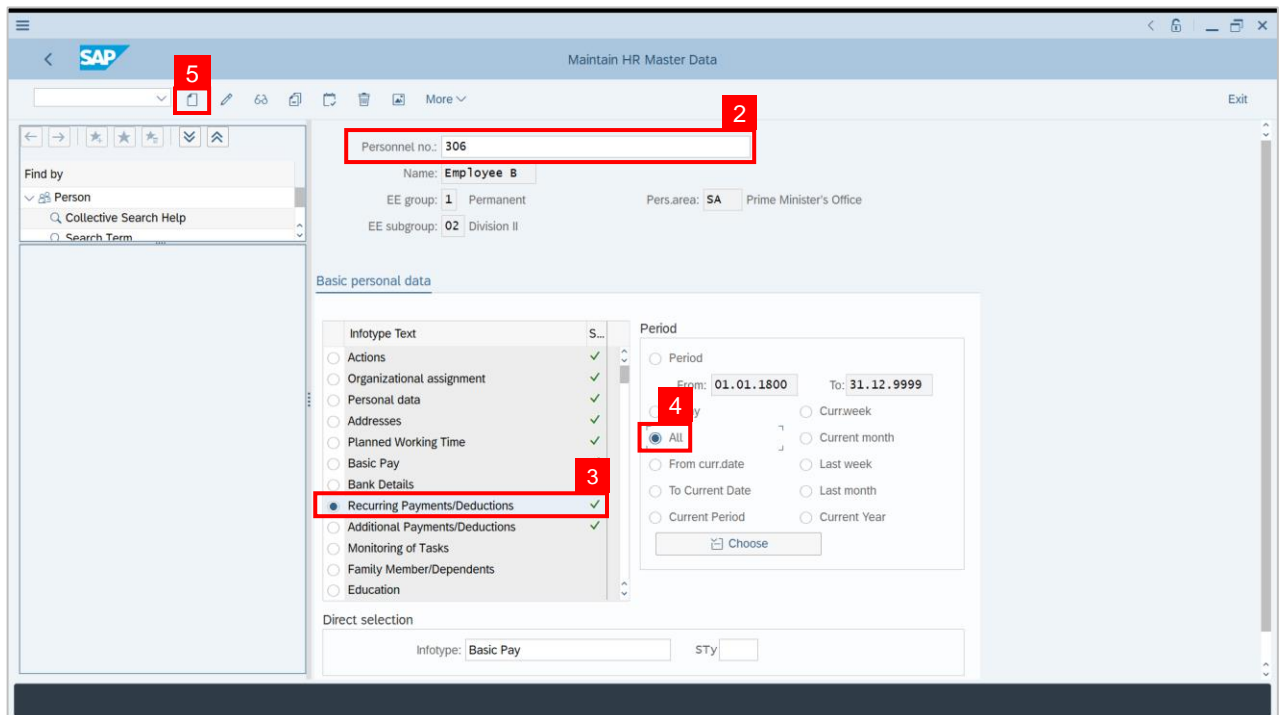 SAP
Maintain HR Master Data
5
More
Exit
2
Personnel no.: 306
Find by
Name: Employee B
Person
EE group: 1 Permanent
Pers.area: SA Prime Minister's Office
Collective Search Help
EE subgroup: 02 Division II
Search Term
Basic personal data
Infotype Text
S...
Actions
Organizational assignment
Personal data
Addresses
Planned Working Time
Basic Pay
Bank Details
3
Recurring Payments/Deductions
Additional Payments/Deductions
Monitoring of Tasks
Family Member/Dependents
Education
Period
Period
From: 01.01.1800 To: 31.12.9999
4
Curr.week
All
Current month
From curr.date
Last week
To Current Date
Last month
Current Period
Current Year
Choose
Direct selection
Infotype: Basic Pay
STy